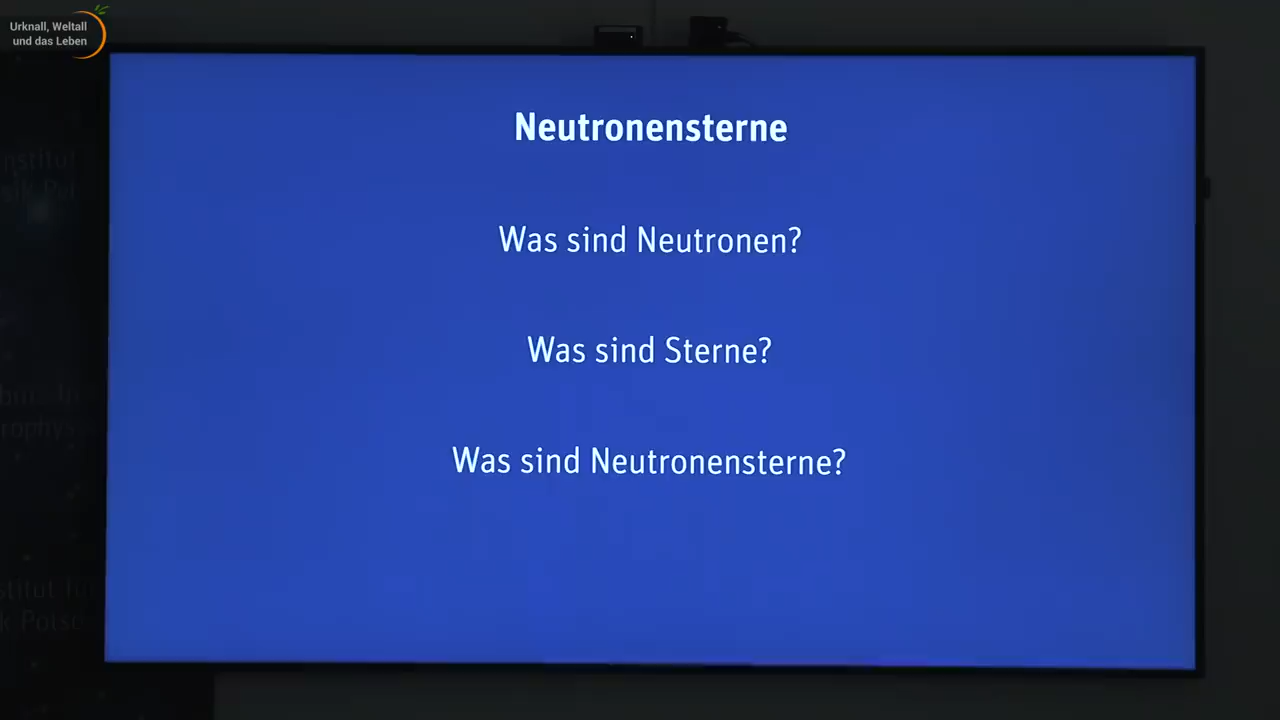 Urknall, Weltall
und das Leben
Neutronensterne
Was sind Neutronen?
Was sind Sterne?
Was sind Neutronensterne?